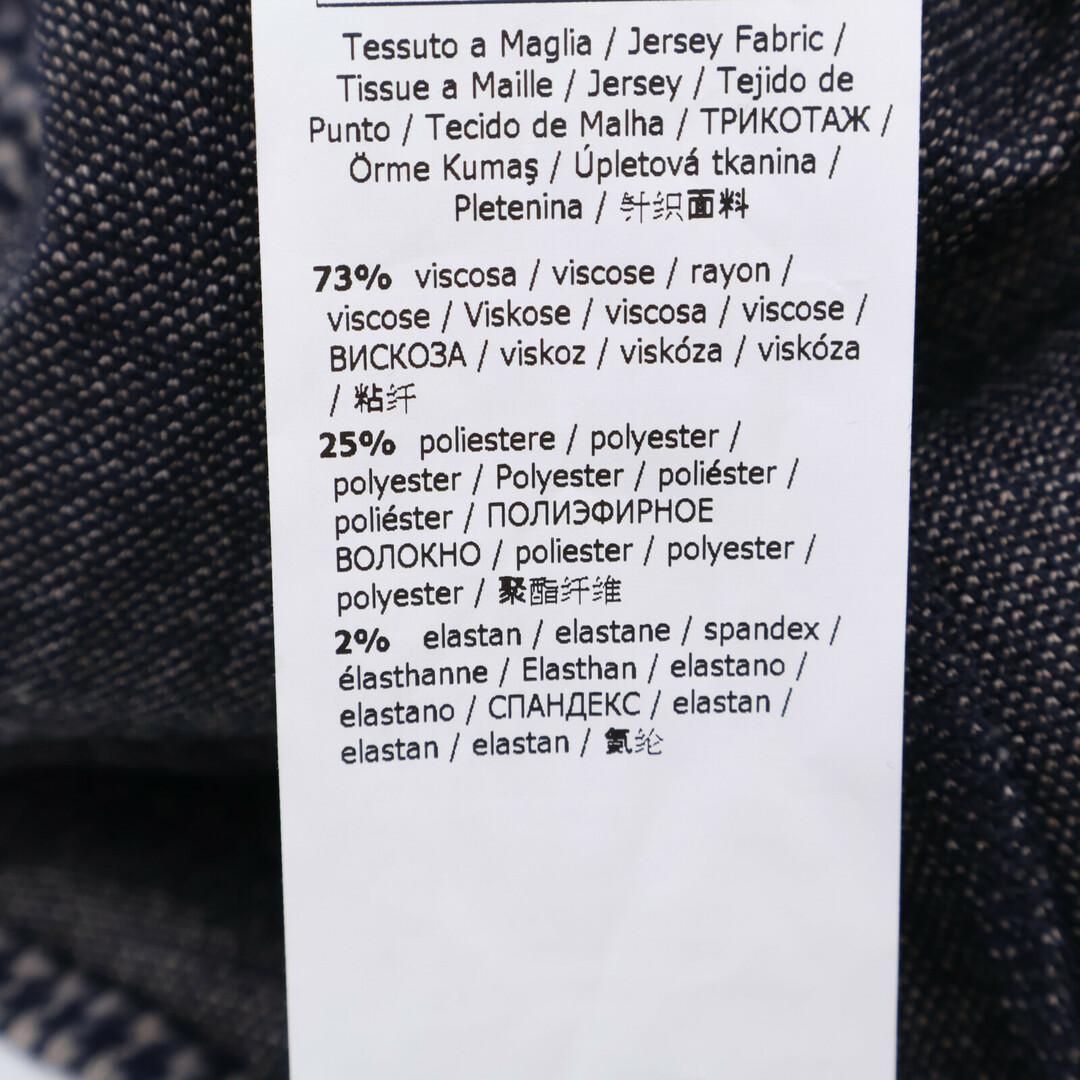 Tessuto a Maglia / Jersey Fabric /
Tissue a Maille / Jersey / Tejido de
Punto / Tecido de Malha / ТРИКОТАЖ /
Örme Kumaş / Úpletová tkanina /
Pletenina / 针织面料
73% viscosa / viscose / rayon /
viscose / Viskose / viscosa / viscose /
ВИСКОЗА / viskoz / viskóza / viskóza
/ 粘纤
25% poliestere / polyester /
polyester / Polyester / poliéster /
poliéster / ПОЛИЭФИРНОЕ
ВОЛОКНО / poliester / polyester /
polyester / 聚酯纤维
2% elastan / elastane / spandex /
élasthanne / Elasthan / elastano /
elastano / СПАНДЕКС / elastan /
elastan / elastan / 氨纶